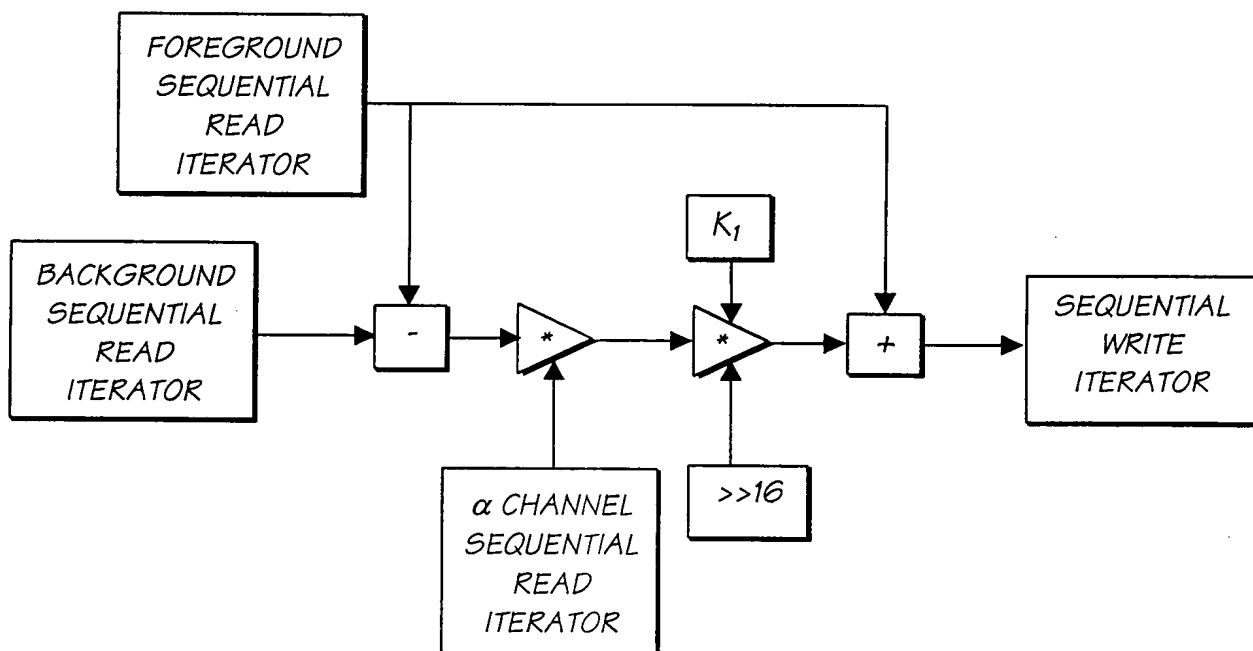 FOREGROUND
SEQUENTIAL
READ
ITERATOR
K₁
BACKGROUND
SEQUENTIAL
READ
ITERATOR
-
*
*
+
SEQUENTIAL
WRITE
ITERATOR
α CHANNEL
SEQUENTIAL
READ
ITERATOR
>>16